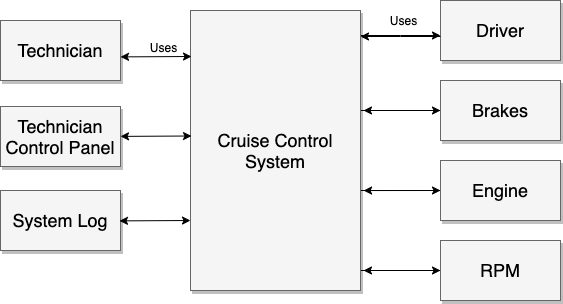 Technician
Uses
Technician
Control Panel
System Log
Cruise Control
System
Uses
Driver
Brakes
Engine
RPM